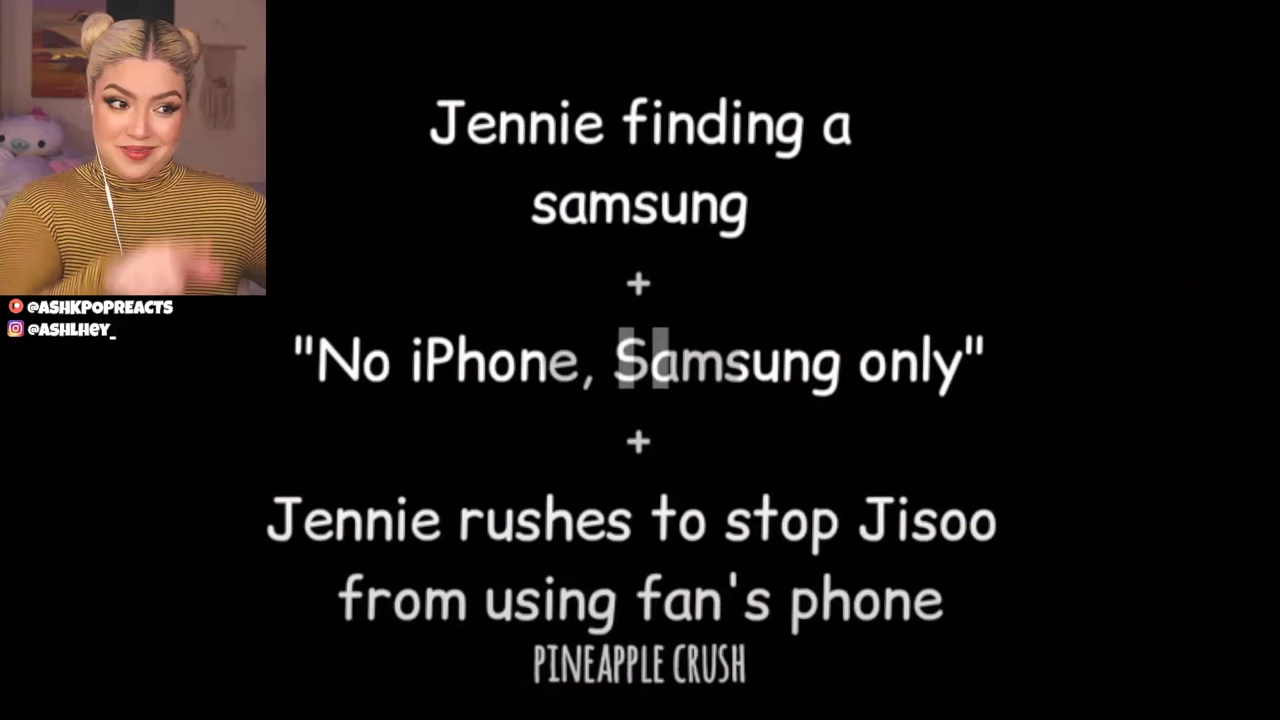 Jennie finding a
samsung
+
"No iPhone, Samsung only"
+
Jennie rushes to stop Jisoo
from using fan's phone
PINEAPPLE CRUSH
@ASHKPOPREACTS
@ASHLHEY_